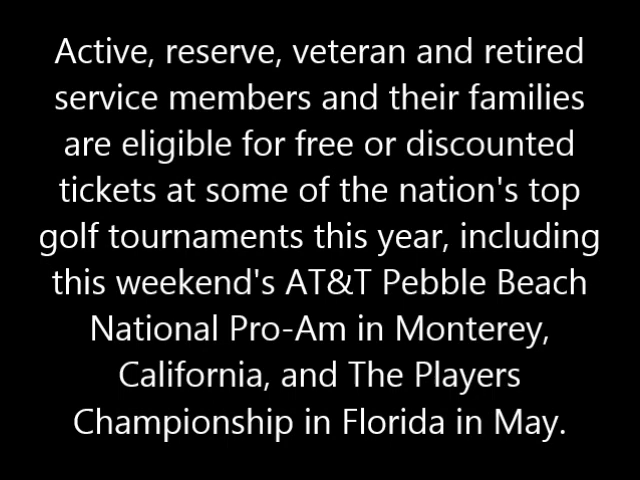 Active, reserve, veteran and retired
service members and their families
are eligible for free or discounted
tickets at some of the nation's top
golf tournaments this year, including
this weekend's AT&T Pebble Beach
National Pro-Am in Monterey,
California, and The Players
Championship in Florida in May.